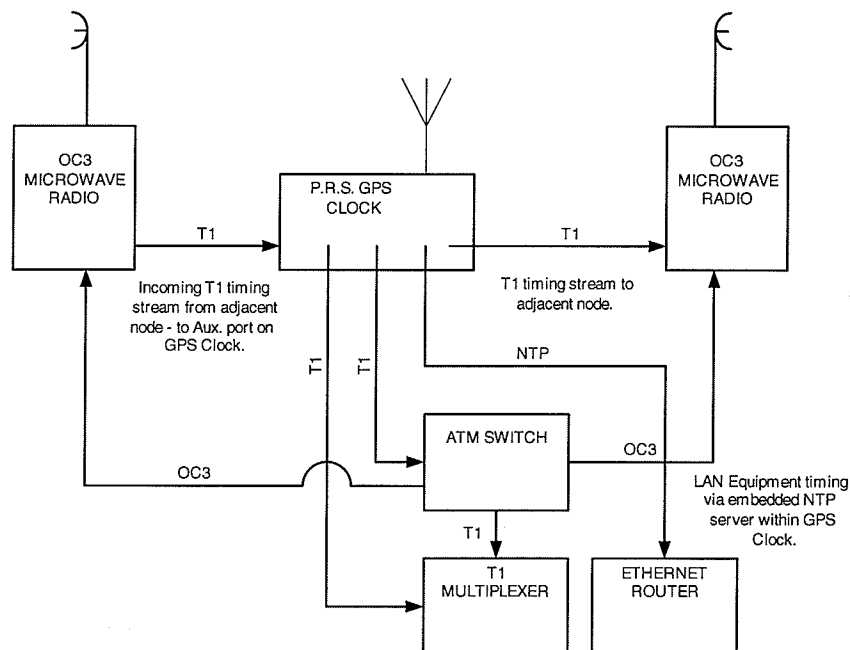 OC3
MICROWAVE
RADIO
P.R.S. GPS
CLOCK
OC3
MICROWAVE
RADIO
T1
T1
Incoming T1 timing
stream from adjacent
node - to Aux. port on
GPS Clock.
T1 timing stream to
adjacent node.
T1
T1
NTP
ATM SWITCH
OC3
OC3
LAN Equipment timing
via embedded NTP
server within GPS
Clock.
T1
T1
MULTIPLEXER
ETHERNET
ROUTER